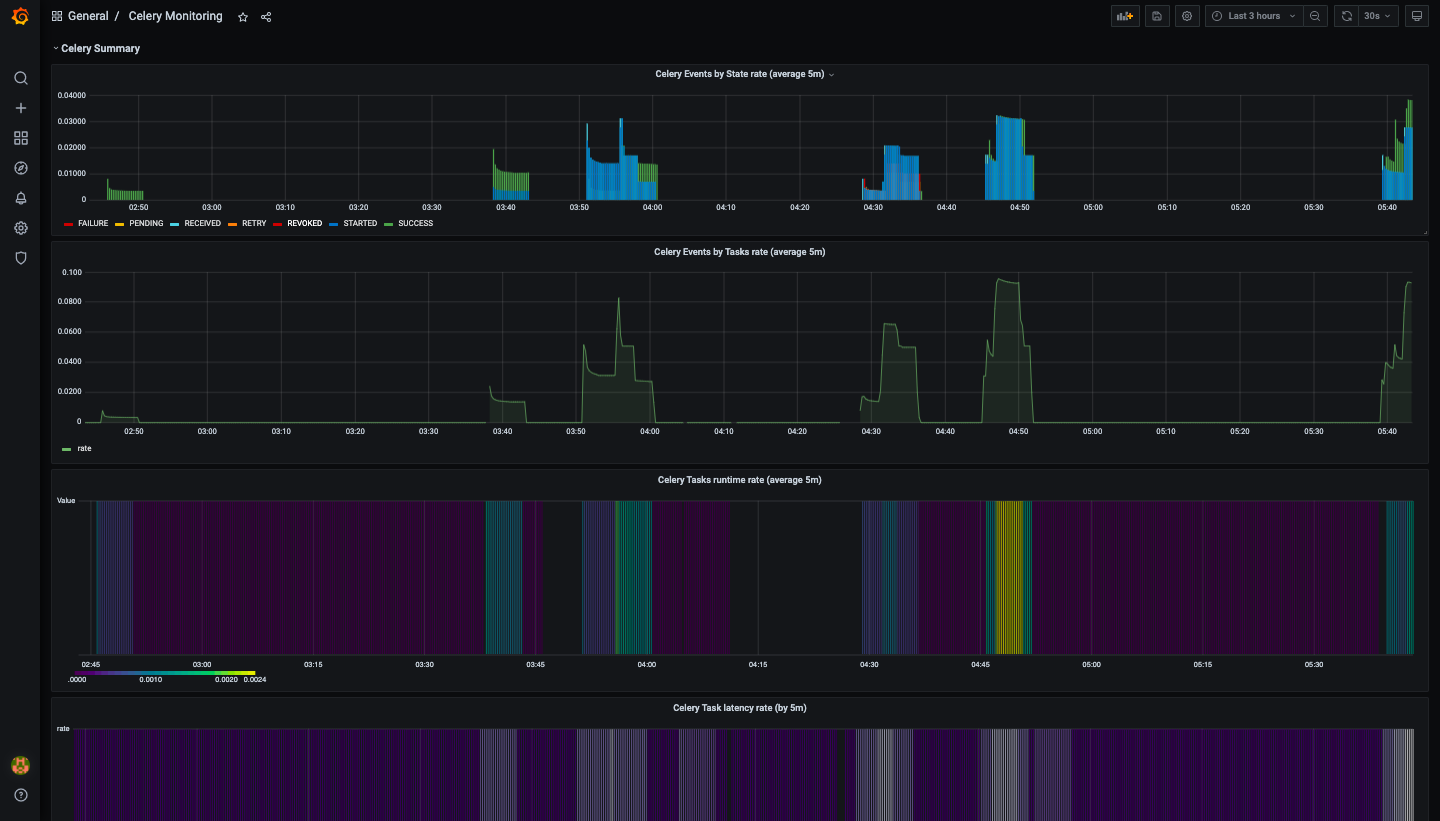 General / Celery Monitoring
Last 3 hours
30s
Celery Summary
Celery Events by State rate (average 5m)
0.04000
0.03000
0.02000
0.01000
0
02:50 03:00 03:10 03:20 03:30 03:40 03:50 04:00 04:10 04:20 04:30 04:40 04:50 05:00 05:10 05:20 05:30 05:40
FAILURE PENDING RECEIVED RETRY REVOKED STARTED SUCCESS
Celery Events by Tasks rate (average 5m)
0.100
0.0800
0.0600
0.0400
0.0200
0
02:50 03:00 03:10 03:20 03:30 03:40 03:50 04:00 04:10 04:20 04:30 04:40 04:50 05:00 05:10 05:20 05:30 05:40
rate
Celery Tasks runtime rate (average 5m)
Value
02:45 03:00 03:15 03:30 03:45 04:00 04:15 04:30 04:45 05:00 05:15 05:30
.0000 0.0010 0.0020 0.0024
Celery Task latency rate (by 5m)
rate